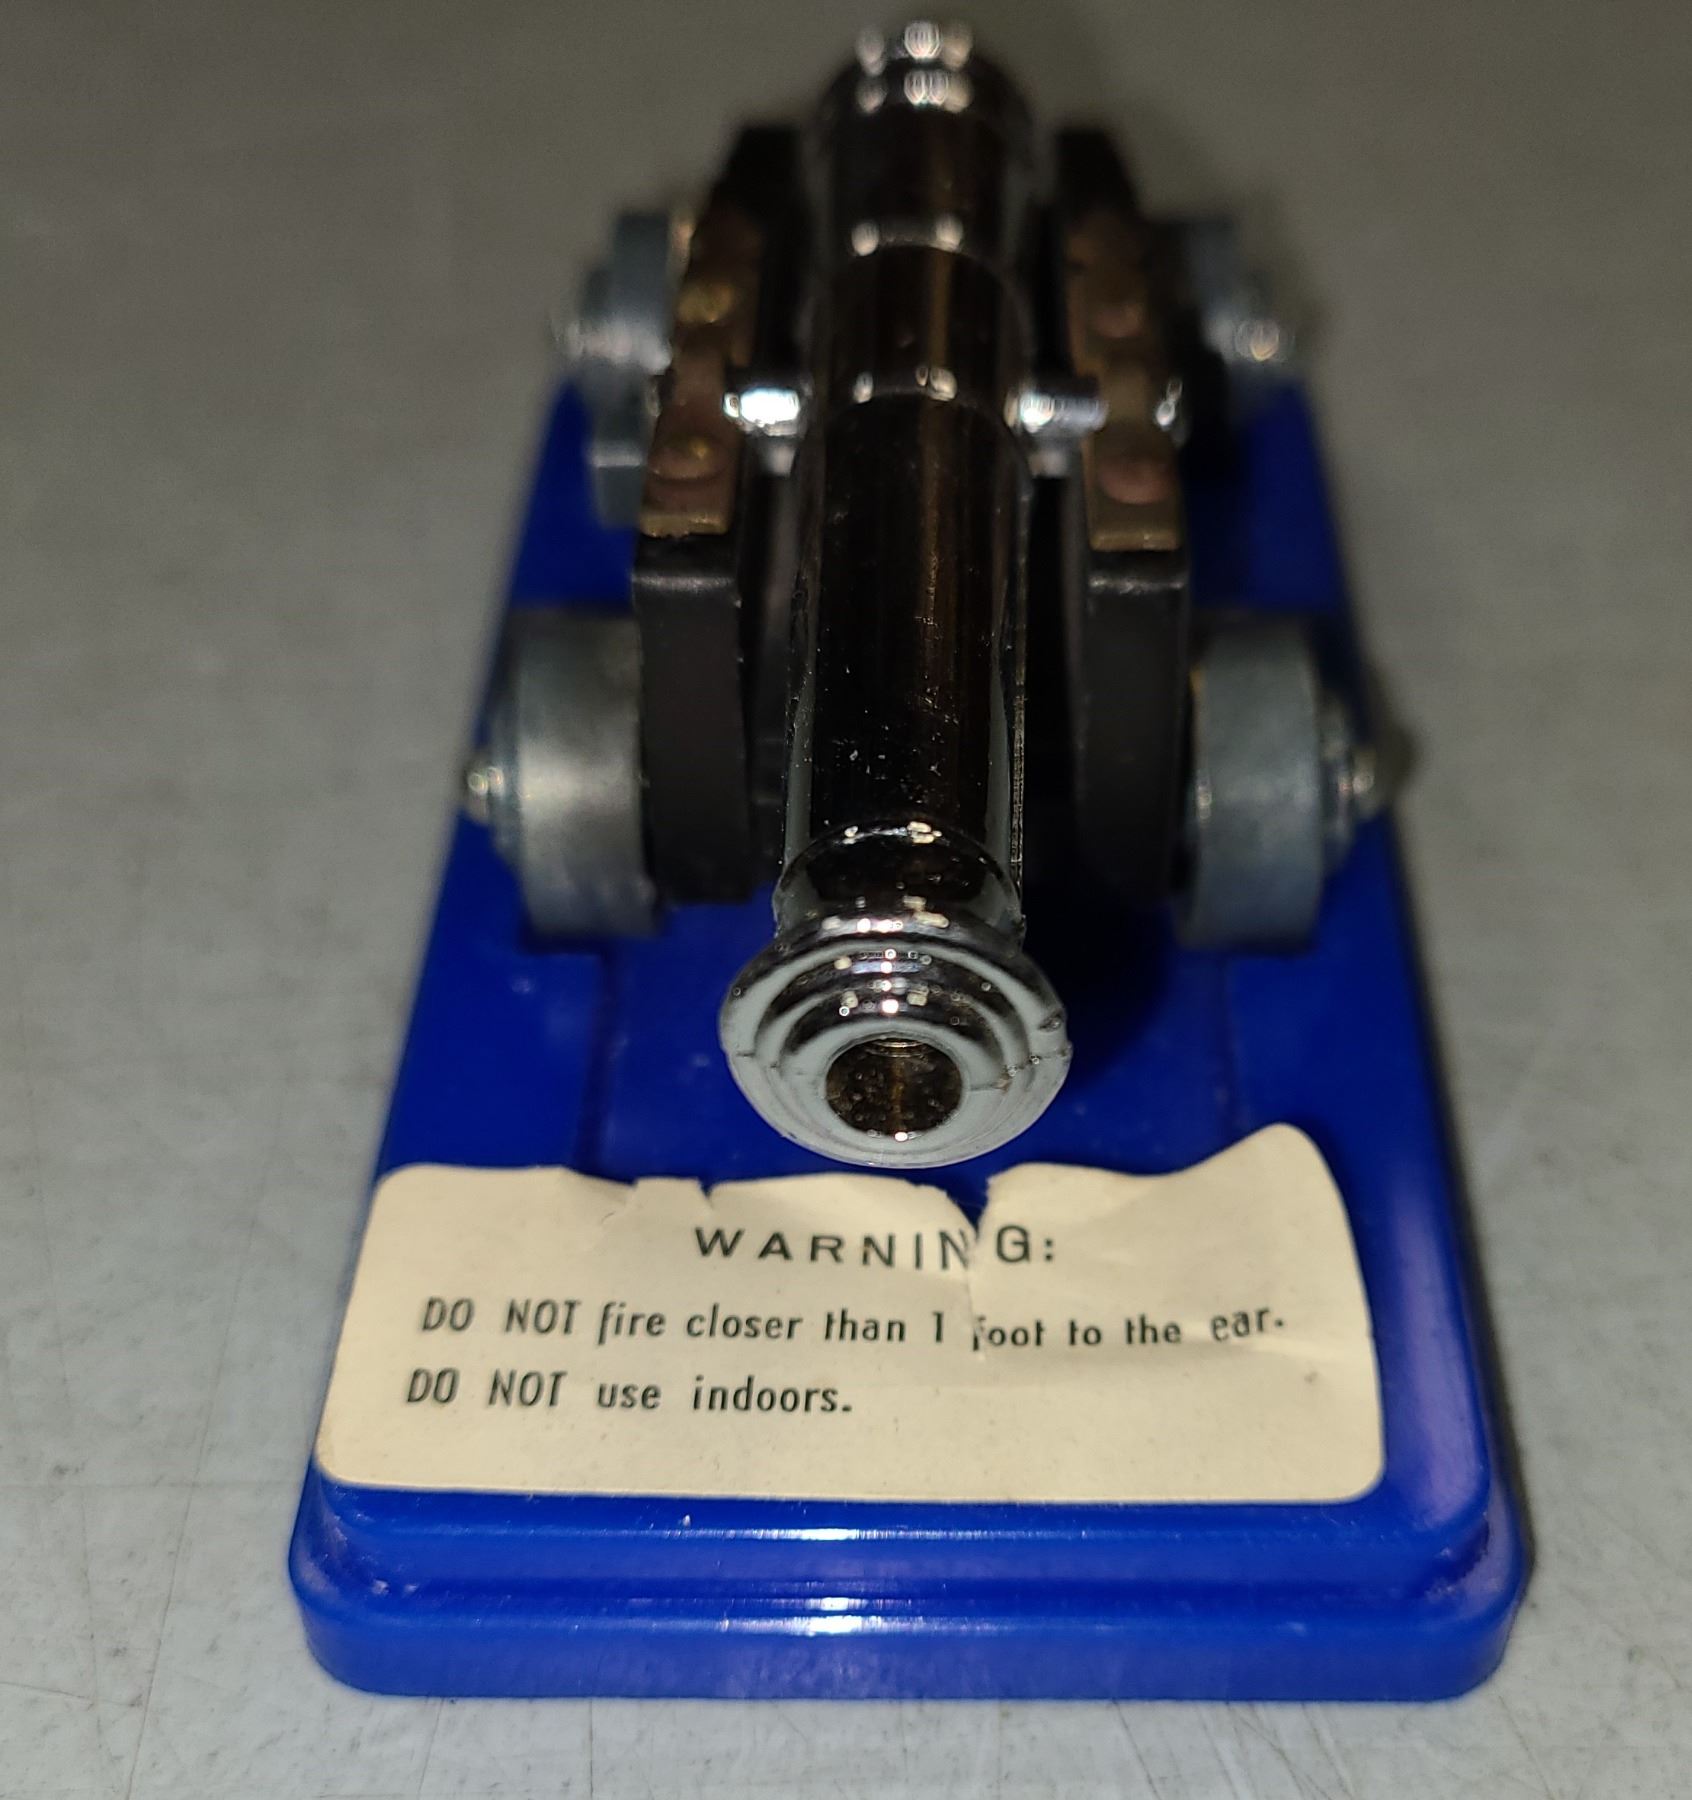 WARNING:
DO NOT fire closer than 1 foot to the ear.
DO NOT use indoors.